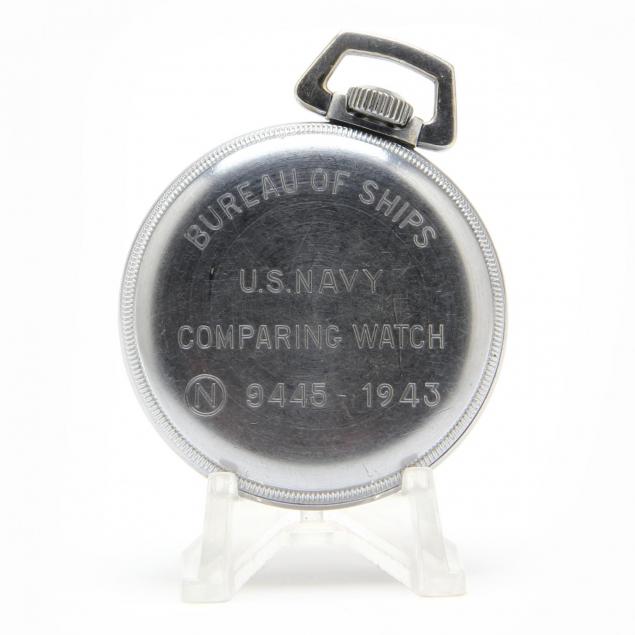 BUREAU OF SHIPS
U.S. NAVY
COMPARING WATCH
Ⓝ 9445 - 1943